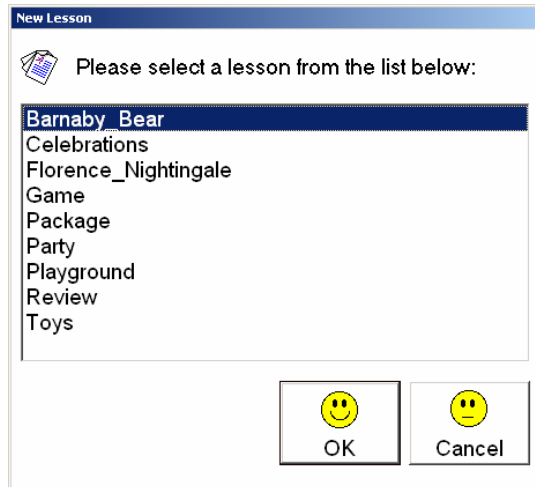 New Lesson
Please select a lesson from the list below:
Barnaby_Bear
Celebrations
Florence_Nightingale
Game
Package
Party
Playground
Review
Toys
OK
Cancel